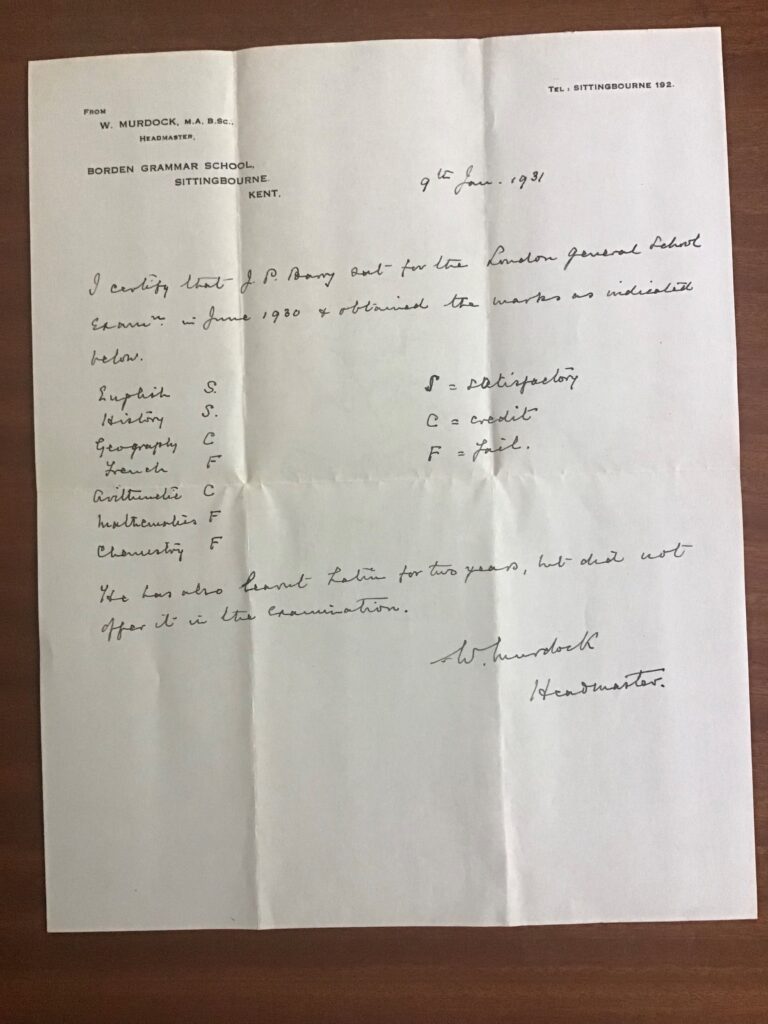 FROM
W. MURDOCK, M.A. B.Sc.,
HEADMASTER,
BORDEN GRAMMAR SCHOOL,
SITTINGBOURNE.
KENT.
TEL: SITTINGBOURNE 192.
9th Jan. 1931
I certify that J. P. Barry sat for the London General School
Examn. in June 1930 & obtained the marks as indicated
below.
English S.
History S.
Geography C
French F
Arithmetic C
Mathematics F
Chemistry F
S = satisfactory
C = credit
F = fail.
He has also learnt Latin for two years, but did not
offer it in the examination.
W. Murdock
Headmaster.